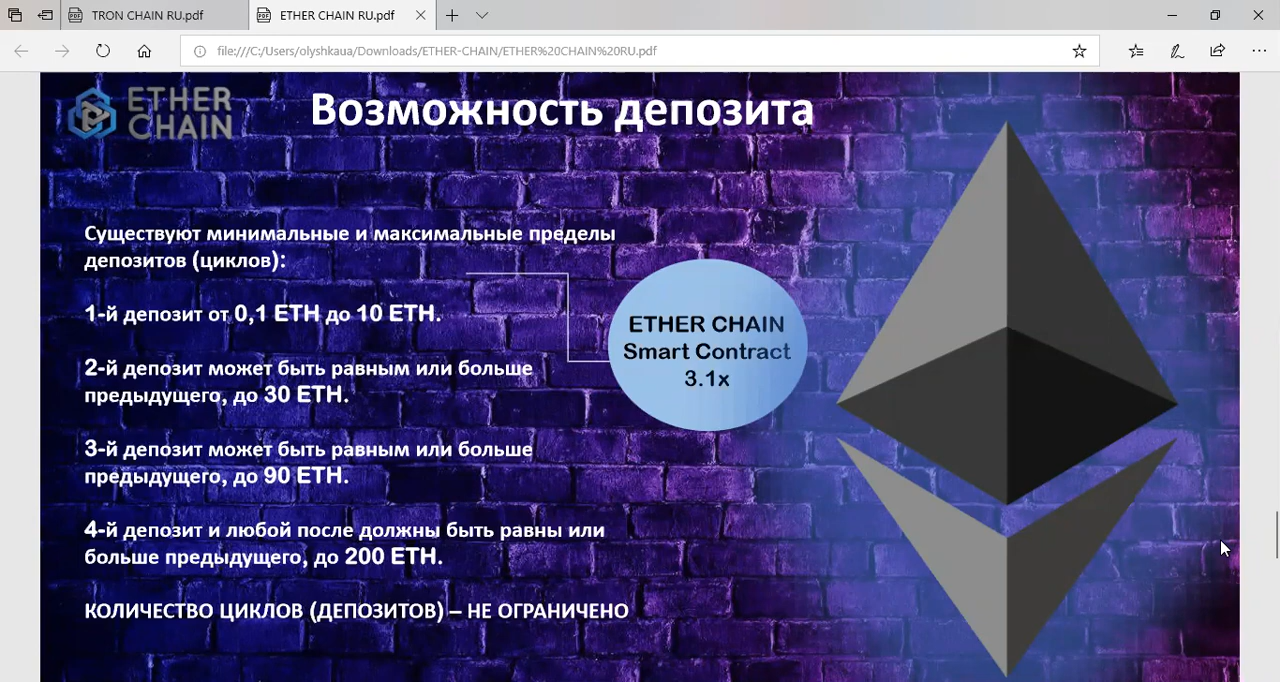 TRON CHAIN RU.pdf
ETHER CHAIN RU.pdf
file:///C:/Users/olyshkaua/Downloads/ETHER-CHAIN/ETHER%20CHAIN%20RU.pdf
ETHER
CHAIN
Возможность депозита
Существуют минимальные и максимальные пределы
депозитов (циклов):
1-й депозит от 0,1 ETH до 10 ETH.
2-й депозит может быть равным или больше
предыдущего, до 30 ETH.
3-й депозит может быть равным или больше
предыдущего, до 90 ETH.
4-й депозит и любой после должны быть равны или
больше предыдущего, до 200 ETH.
КОЛИЧЕСТВО ЦИКЛОВ (ДЕПОЗИТОВ) – НЕ ОГРАНИЧЕНО
ETHER CHAIN
Smart Contract
3.1x